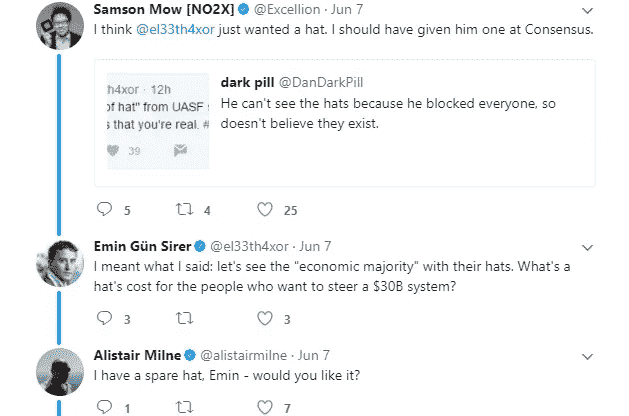 Samson Mow [NO2X] @Excellion · Jun 7
I think @el33th4xor just wanted a hat. I should have given him one at Consensus.
h4xor · 12h
of hat" from UASF
s that you're real. #
39
dark pill @DanDarkPill
He can't see the hats because he blocked everyone, so
doesn't believe they exist.
5 4 25
Emin Gün Sirer @el33th4xor · Jun 7
I meant what I said: let's see the "economic majority" with their hats. What's a
hat's cost for the people who want to steer a $30B system?
3 3
Alistair Milne @alistairmilne · Jun 7
I have a spare hat, Emin - would you like it?
1 7